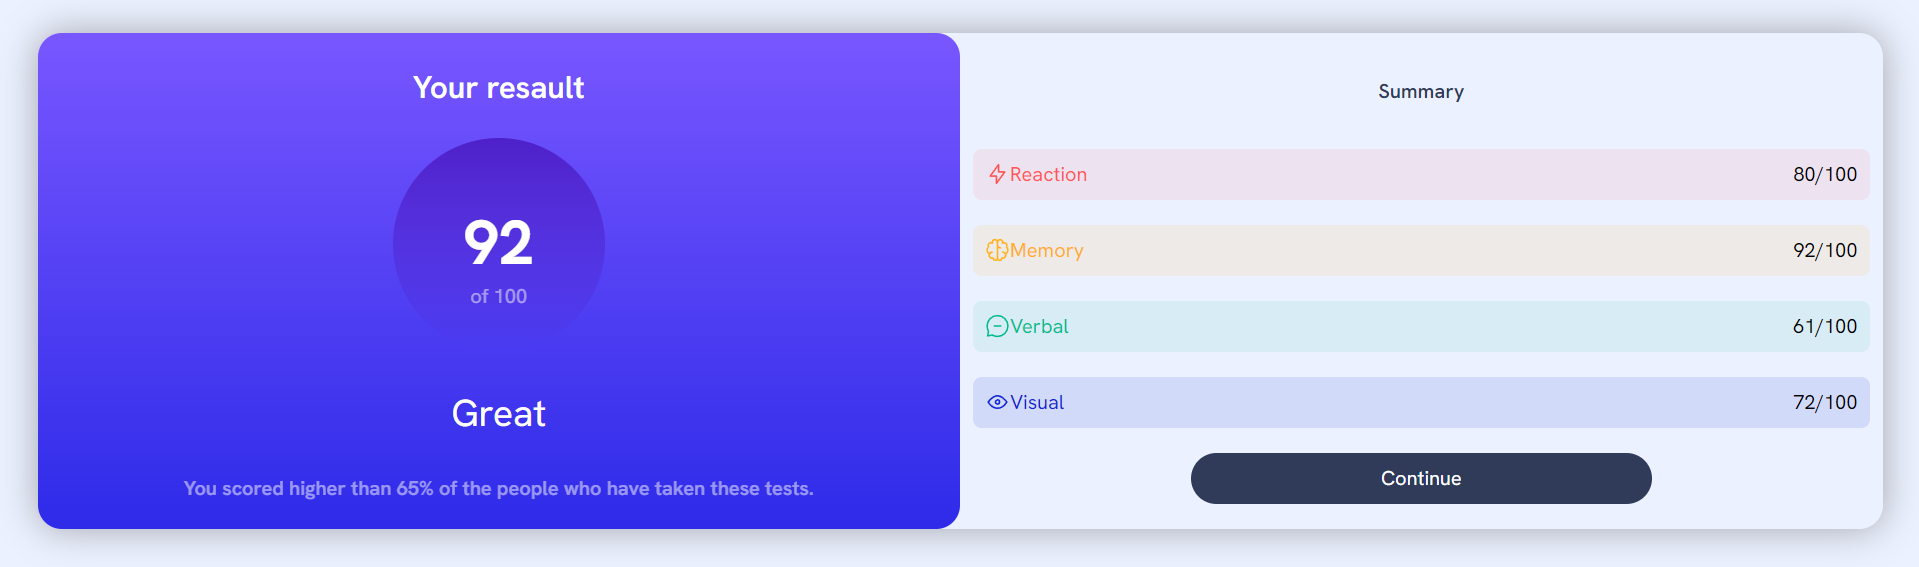 Your resault
92
of 100
Great
You scored higher than 65% of the people who have taken these tests.
Summary
Reaction 80/100
Memory 92/100
Verbal 61/100
Visual 72/100
Continue